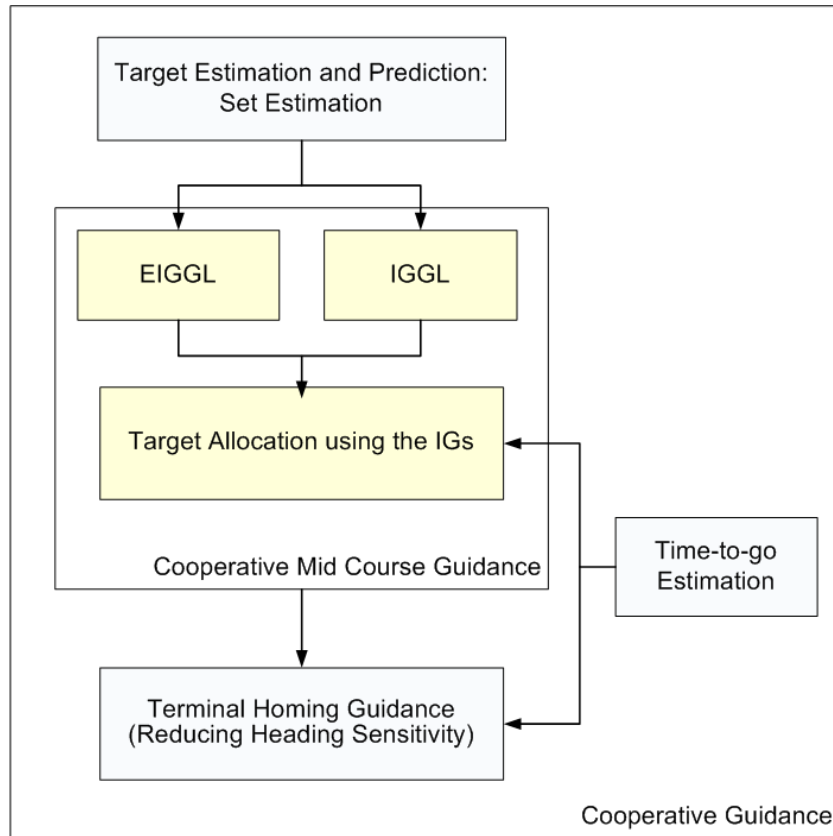 Target Estimation and Prediction:
Set Estimation
EIGGL
IGGL
Target Allocation using the IGs
Cooperative Mid Course Guidance
Time-to-go
Estimation
Terminal Homing Guidance
(Reducing Heading Sensitivity)
Cooperative Guidance